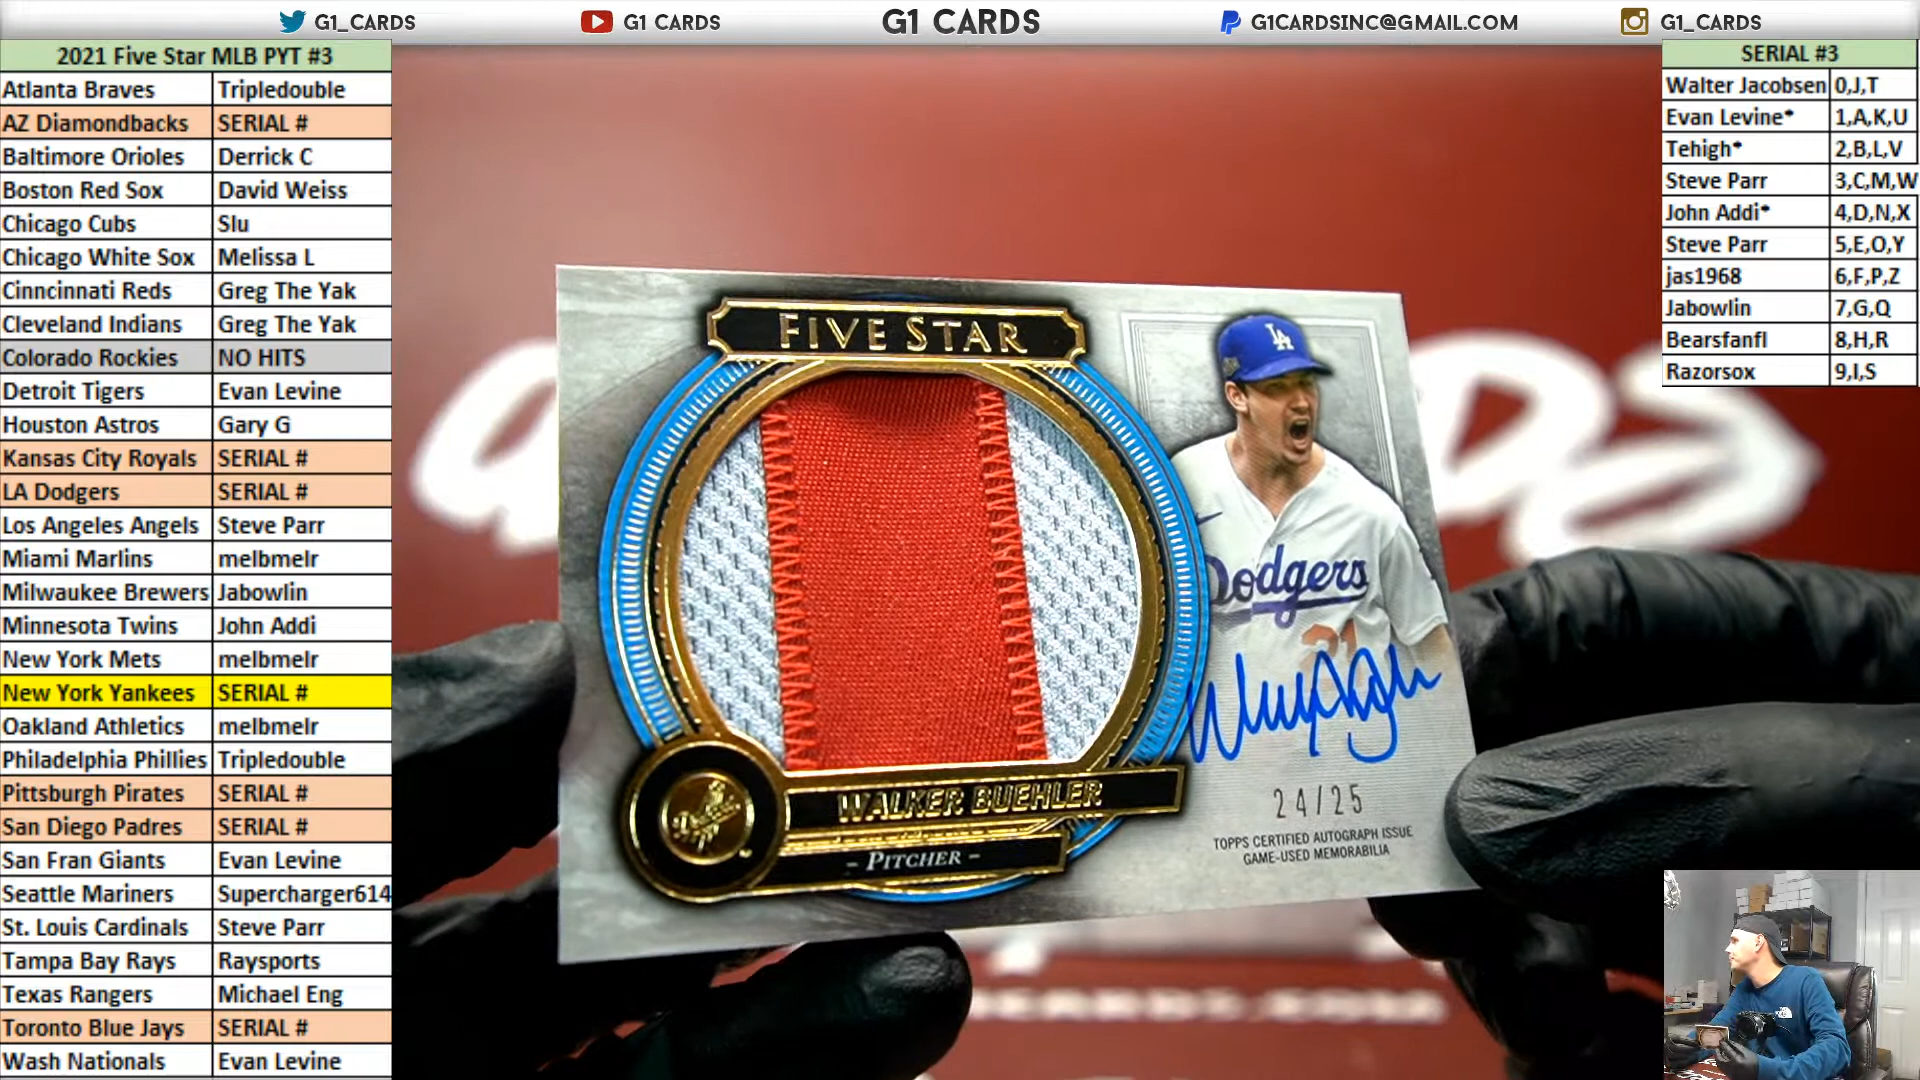 G1_CARDS
G1 CARDS
G1 CARDS
G1CARDSINC@GMAIL.COM
G1_CARDS
2021 Five Star MLB PYT #3
Atlanta Braves Tripledouble
AZ Diamondbacks SERIAL #
Baltimore Orioles Derrick C
Boston Red Sox David Weiss
Chicago Cubs Slu
Chicago White Sox Melissa L
Cinncinnati Reds Greg The Yak
Cleveland Indians Greg The Yak
Colorado Rockies NO HITS
Detroit Tigers Evan Levine
Houston Astros Gary G
Kansas City Royals SERIAL #
LA Dodgers SERIAL #
Los Angeles Angels Steve Parr
Miami Marlins melbmelr
Milwaukee Brewers Jabowlin
Minnesota Twins John Addi
New York Mets melbmelr
New York Yankees SERIAL #
Oakland Athletics melbmelr
Philadelphia Phillies Tripledouble
Pittsburgh Pirates SERIAL #
San Diego Padres SERIAL #
San Fran Giants Evan Levine
Seattle Mariners Supercharger614
St. Louis Cardinals Steve Parr
Tampa Bay Rays Raysports
Texas Rangers Michael Eng
Toronto Blue Jays SERIAL #
Wash Nationals Evan Levine
SERIAL #3
Walter Jacobsen 0,J,T
Evan Levine* 1,A,K,U
Tehigh* 2,B,L,V
Steve Parr 3,C,M,W
John Addi* 4,D,N,X
Steve Parr 5,E,O,Y
jas1968 6,F,P,Z
Jabowlin 7,G,Q
Bearsfanfl 8,H,R
Razorsox 9,I,S
FIVE STAR
LA
Dodgers
21
WALKER BUEHLER
- PITCHER -
24/25
TOPPS CERTIFIED AUTOGRAPH ISSUE
GAME-USED MEMORABILIA